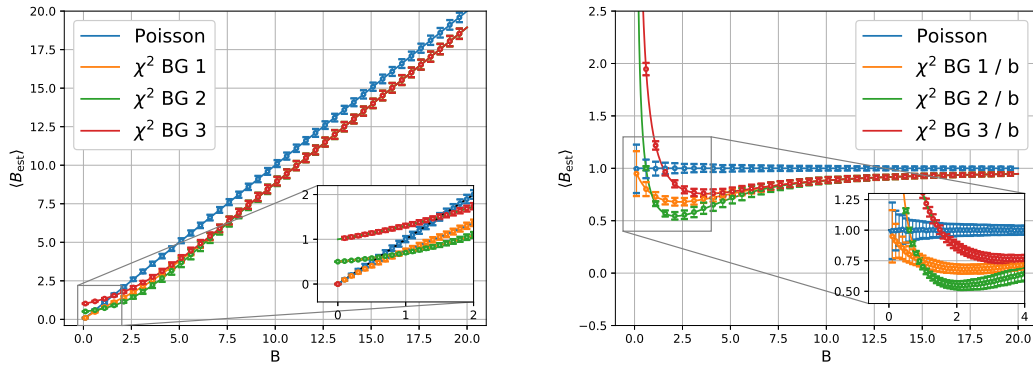 20.0
17.5
15.0
12.5
10.0
7.5
5.0
2.5
0.0
⟨B_est⟩
Poisson
χ² BG 1
χ² BG 2
χ² BG 3
2
1
0
0 1 2
0.0 2.5 5.0 7.5 10.0 12.5 15.0 17.5 20.0
B
2.5
2.0
1.5
1.0
0.5
0.0
−0.5
⟨B_est⟩
Poisson
χ² BG 1 / b
χ² BG 2 / b
χ² BG 3 / b
1.25
1.00
0.75
0.50
0 2 4
0.0 2.5 5.0 7.5 10.0 12.5 15.0 17.5 20.0
B